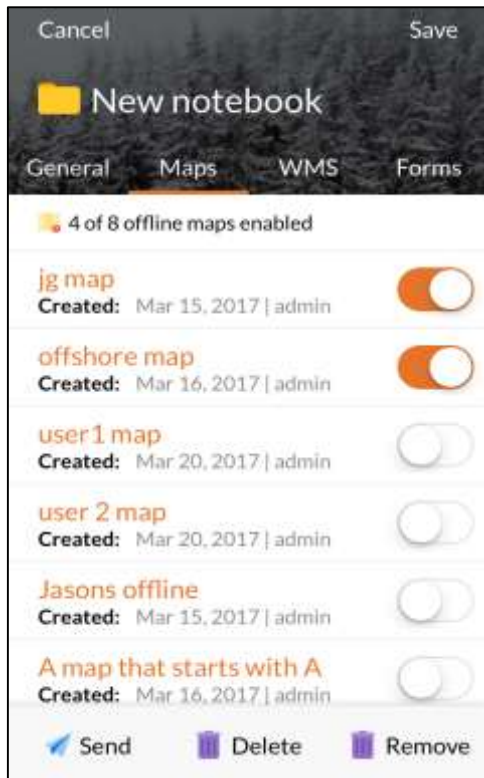 Cancel Save
New notebook
General Maps WMS Forms
4 of 8 offline maps enabled
jg map
Created: Mar 15, 2017 | admin
offshore map
Created: Mar 16, 2017 | admin
user1 map
Created: Mar 20, 2017 | admin
user 2 map
Created: Mar 20, 2017 | admin
Jasons offline
Created: Mar 15, 2017 | admin
A map that starts with A
Created: Mar 16, 2017 | admin
Send Delete Remove